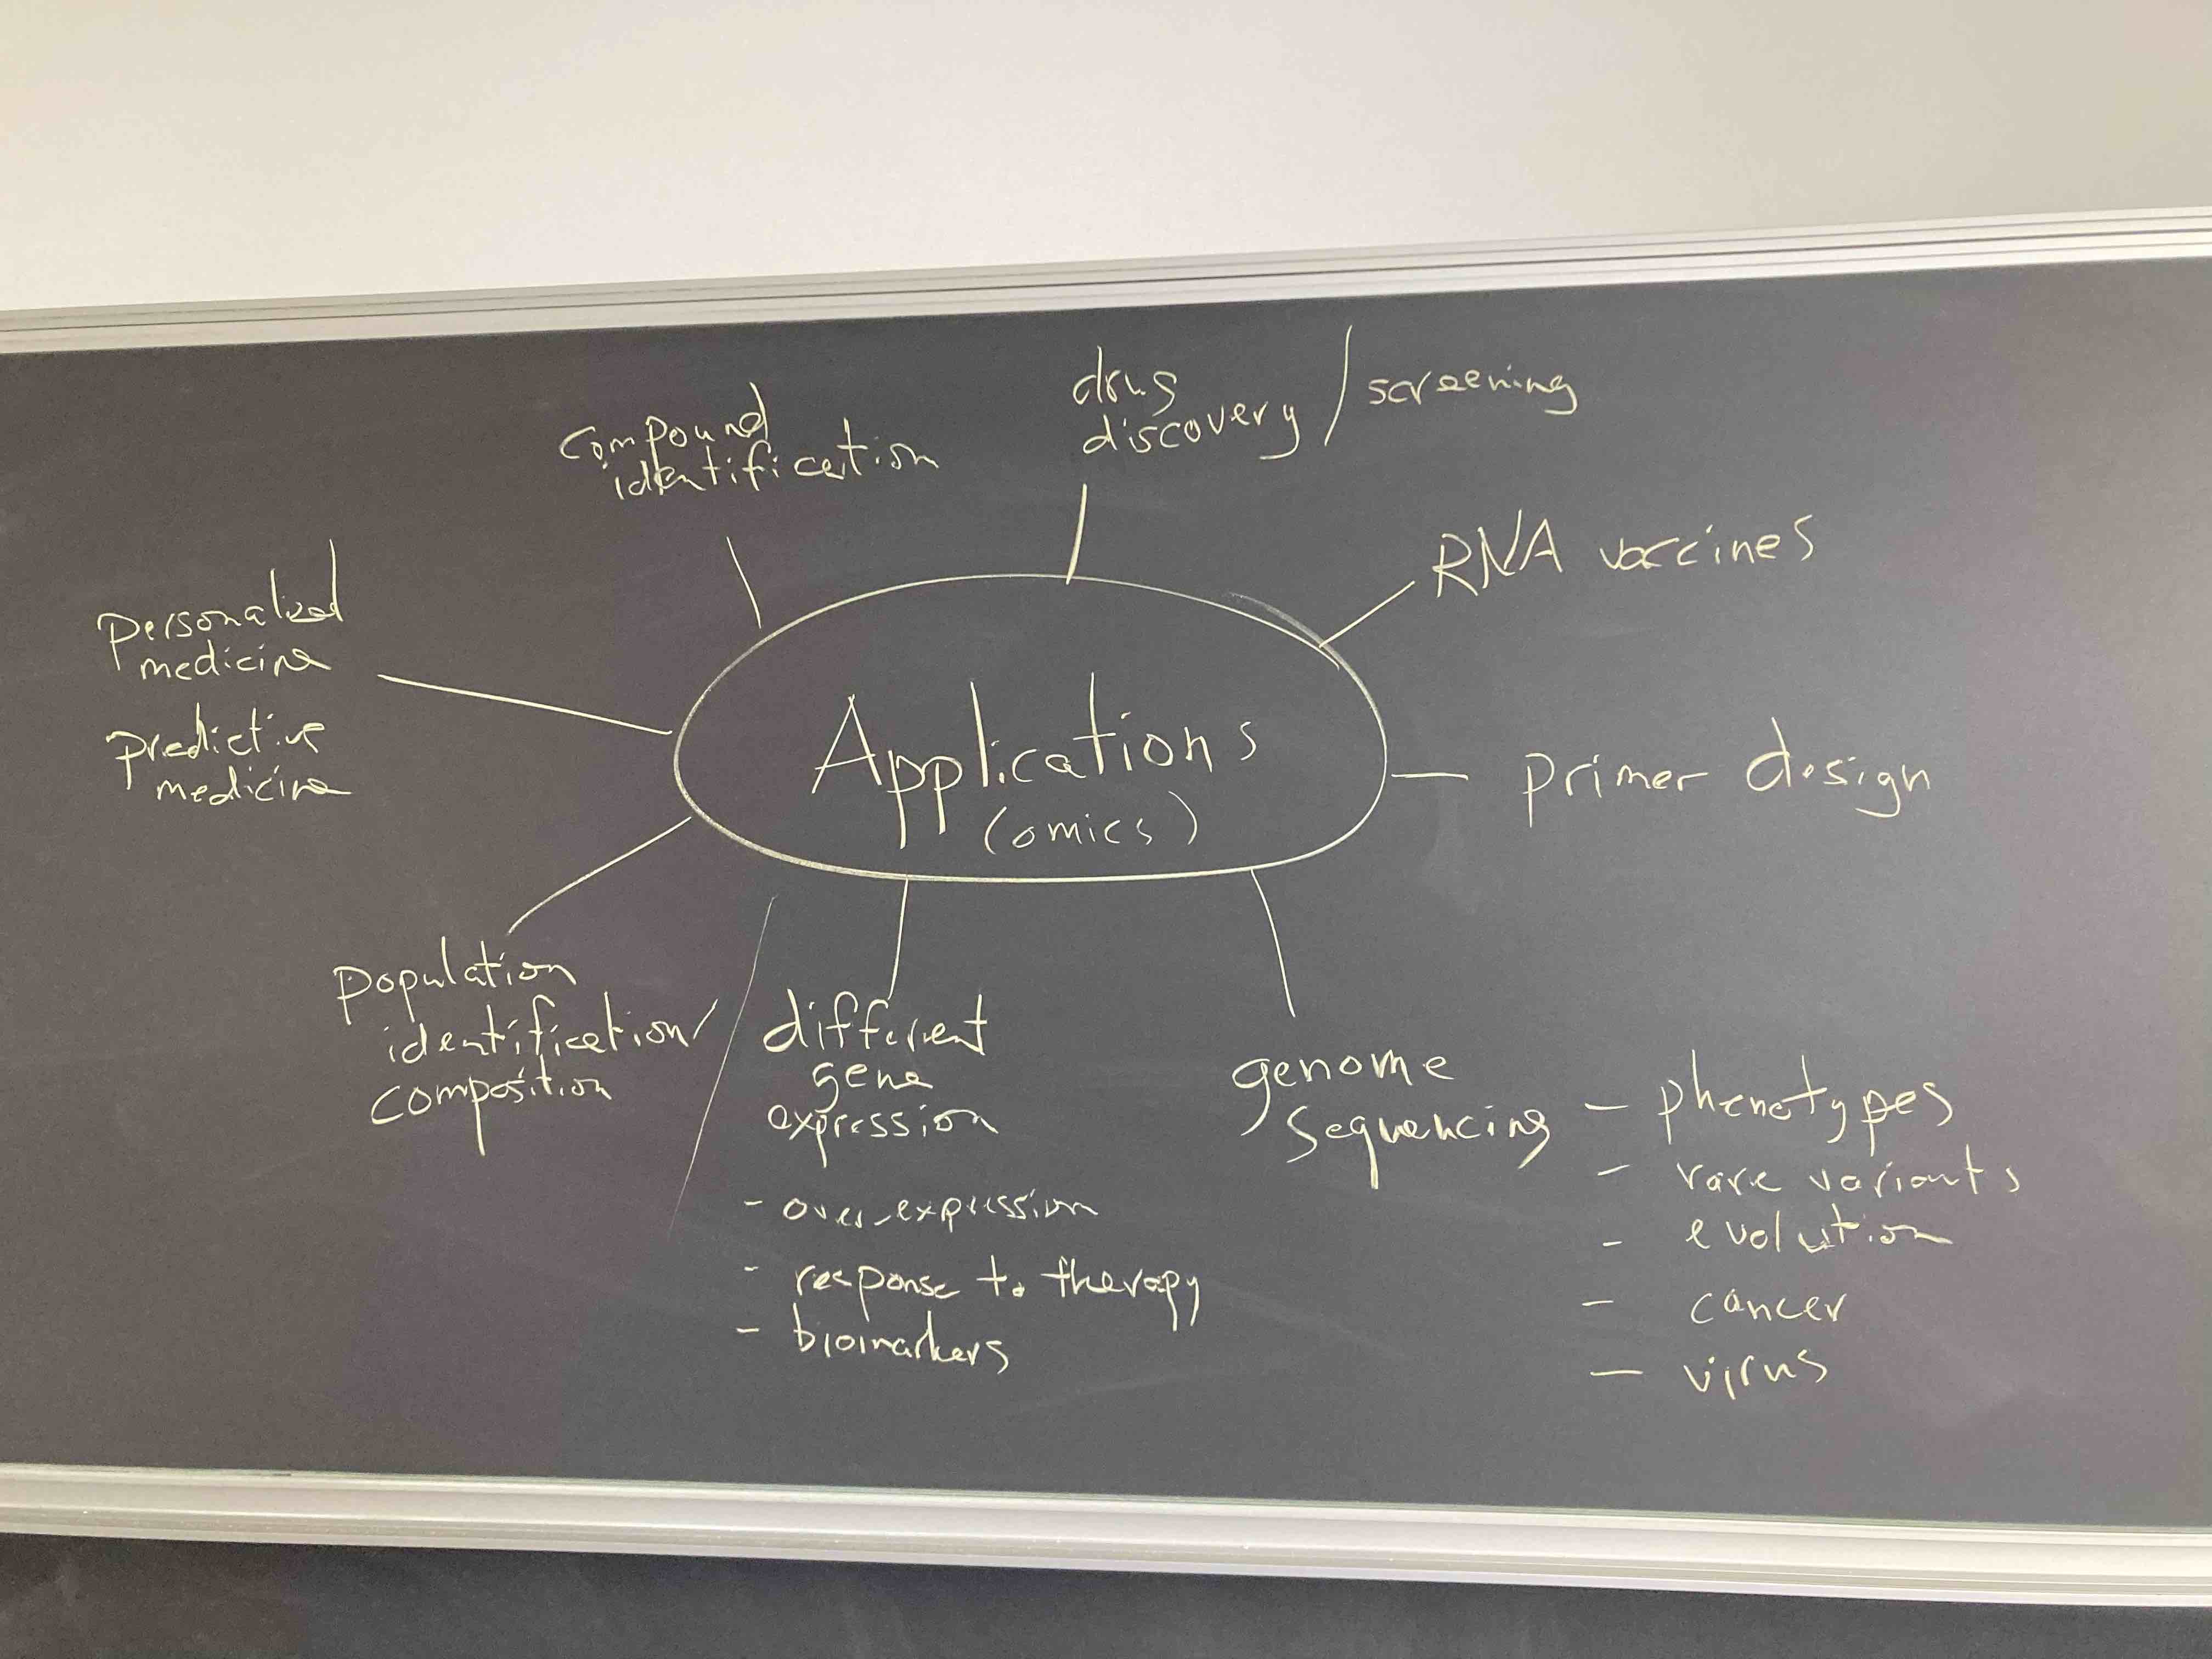 drug
discovery / screening
compound
identification
RNA vaccines
personalized
medicine
predictive
medicine
Applications
(omics)
primer design
population
identification/
composition
different
gene
expression
- over-expression
- response to therapy
- biomarkers
genome
sequencing
- phenotypes
- rare variants
- evolution
- cancer
- virus